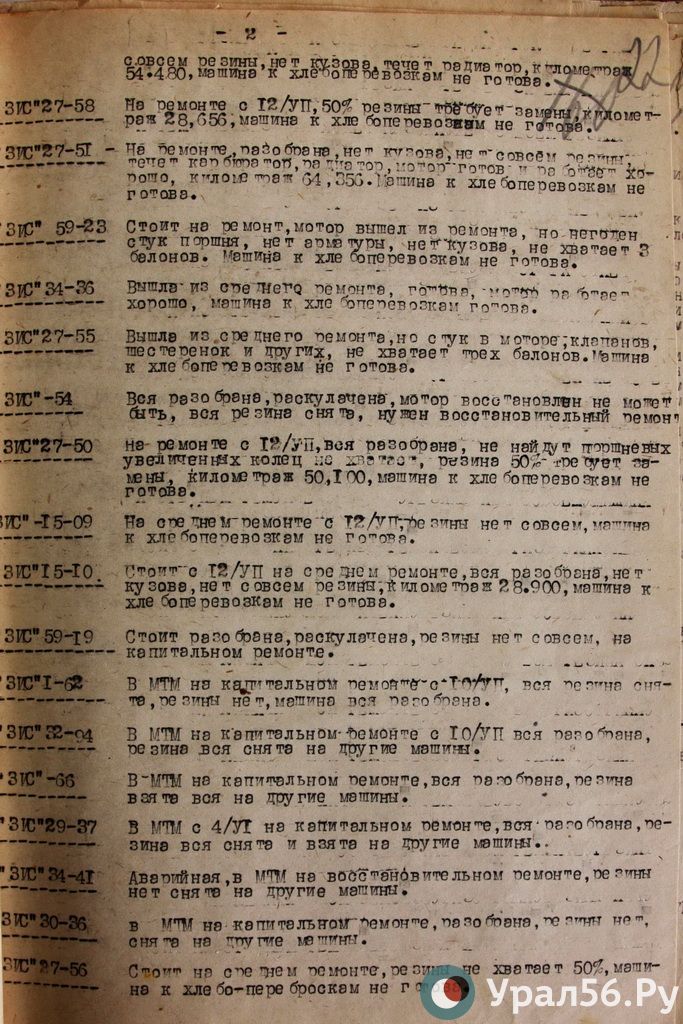 - 2 -
22
совсем резины,нет кузова,течет радиатор,километраж
54.480,машина к хлебоперевозкам не готова.
ЗИС"27-58 На ремонте с 12/УП,50% резины требует замены,километ-
раж 28,656,машина к хлебоперевозкам не готова.
ЗИС"27-51 - На ремонте,разобрана,нет кузова,нет совсем резины
течет карбюратор,радиатор,мотор готов и работает хо-
рошо, километраж 64,356.Машина к хлебоперевозкам не
готова.
"ЗИС" 59-23 Стоит на ремонт,мотор вышел из ремонта, но негоден
стук поршня, нет арматуры, нет кузова, не хватает 3
балонов. Машина к хлебоперевозкам не готова.
ЗИС"34-36 Вышла из среднего ремонта, готова, мотор работает
хорошо, машина к хлебоперевозкам готова.
ЗИС"27-55 Вышла из среднего ремонта,но стук в моторе,клапанов,
шестеренок и других, не хватает трех балонов.Машина
к хлебоперевозкам не готова.
ЗИС"-54 Вся разобрана,раскулачена,мотор восстановлен не может
быть, вся резина снята, нужен восстановительный ремонт
ЗИС"27-50 На ремонте с 12/УП,вся разобрана, не найдут поршневых
увеличенных колец не хватает, резина 50% требует за-
мены, километраж 50,100,машина к хлебоперевозкам не
готова.
ЗИС"-15-09 На среднем ремонте с 12/УП,резины нет совсем,машина
к хлебоперевозкам не готова.
ЗИС"15-10 Стоит с 12/УП на среднем ремонте,вся разобрана,нет
кузова,нет совсем резины,километраж 28.900,машина к
хлебоперевозкам не готова.
ЗИС"59-19 Стоит разобрана,раскулачена,резины нет совсем, на
капитальном ремонте.
"ЗИС"1-62 В МТМ на капитальном ремонте с 10/УП, вся резина сня-
та,резины нет,машина вся разобрана.
"ЗИС"32-04 В МТМ на капитальном ремонте с 10/УП вся разобрана,
резина вся снята на другие машины.
"ЗИС"-66 В МТМ на капитальном ремонте,вся разобрана,резина
взята вся на другие машины.
"ЗИС"29-37 В МТМ с 4/У1 на капитальном ремонте,вся разобрана,ре-
зина вся снята и взята на другие машины..
"ЗИС"34-41 Аварийная,в МТМ на восстановительном ремонте,резины
нет снята на другие машины.
"ЗИС"30-36 в МТМ на капитальном ремонте,разобрана,резины нет,
снята на другие машины.
ЗИС"27-56 Стоит на среднем ремонте,резины не хватает 50%,маши-
на к хлебо-переброскам не готова.
Урал56.Ру